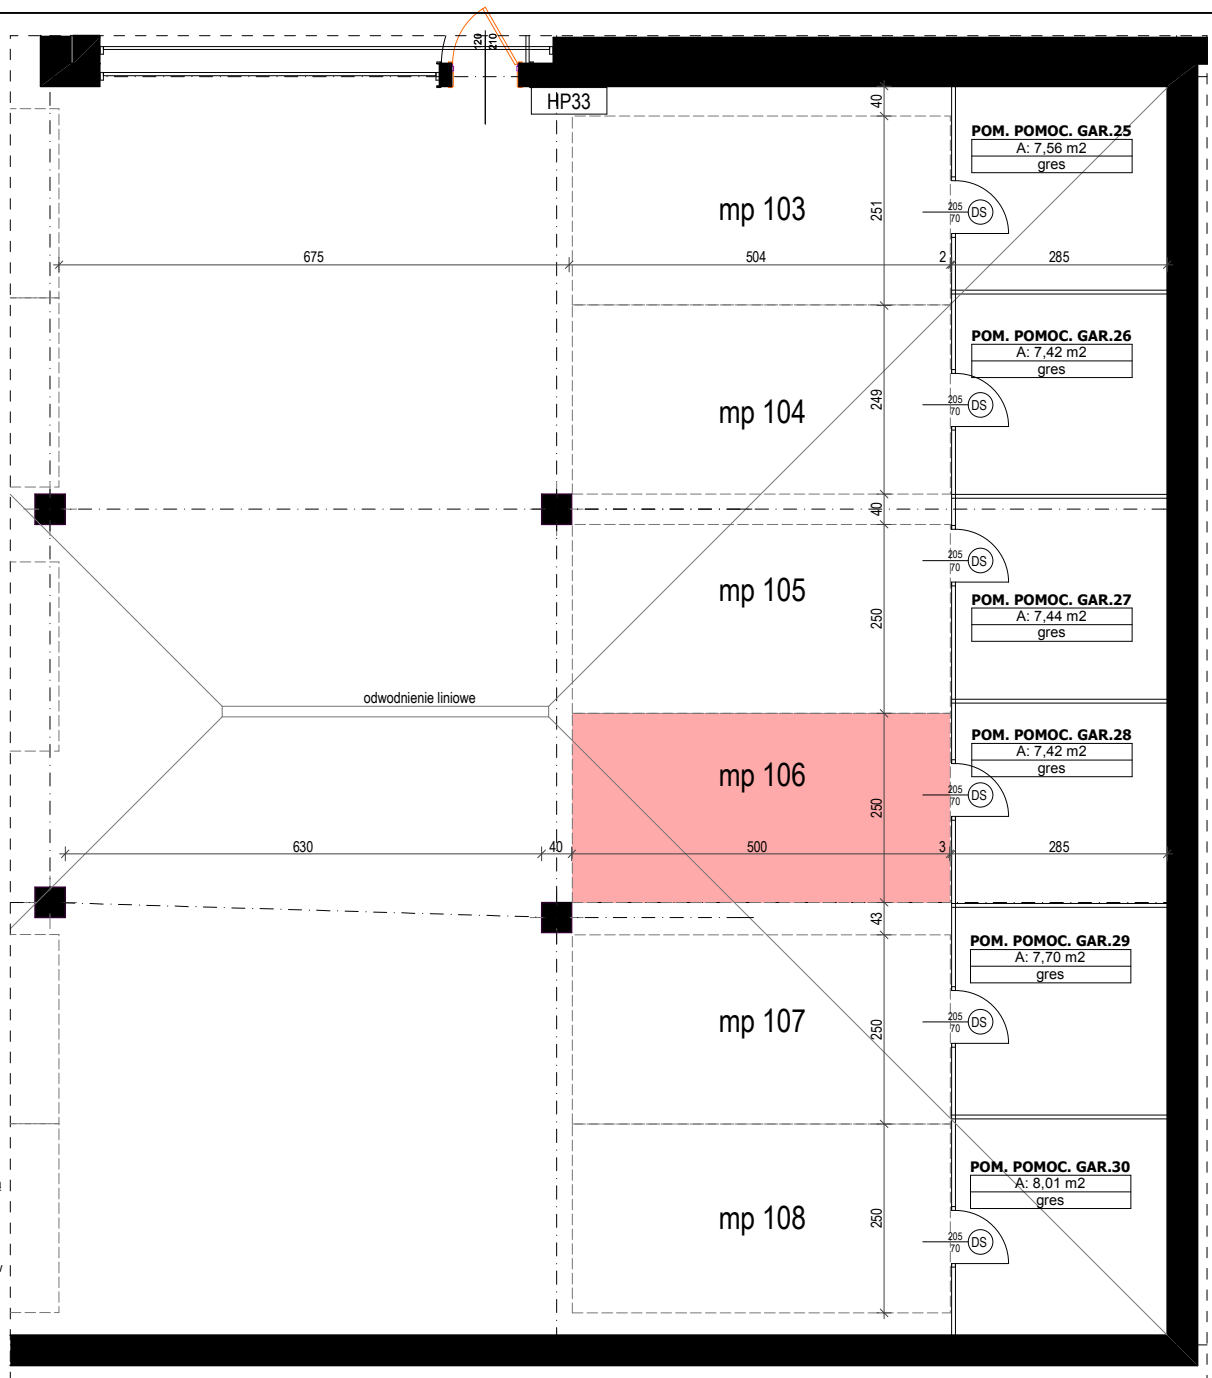 120
210
HP33
40
POM. POMOC. GAR.25
A: 7,56 m2
gres
mp 103
251
205
70
DS
675
504
2
285
POM. POMOC. GAR.26
A: 7,42 m2
gres
mp 104
249
205
70
DS
40
205
70
DS
mp 105
250
POM. POMOC. GAR.27
A: 7,44 m2
gres
odwodnienie liniowe
POM. POMOC. GAR.28
A: 7,42 m2
gres
mp 106
250
205
70
DS
630
40
500
3
285
43
POM. POMOC. GAR.29
A: 7,70 m2
gres
mp 107
250
205
70
DS
POM. POMOC. GAR.30
A: 8,01 m2
gres
mp 108
250
205
70
DS